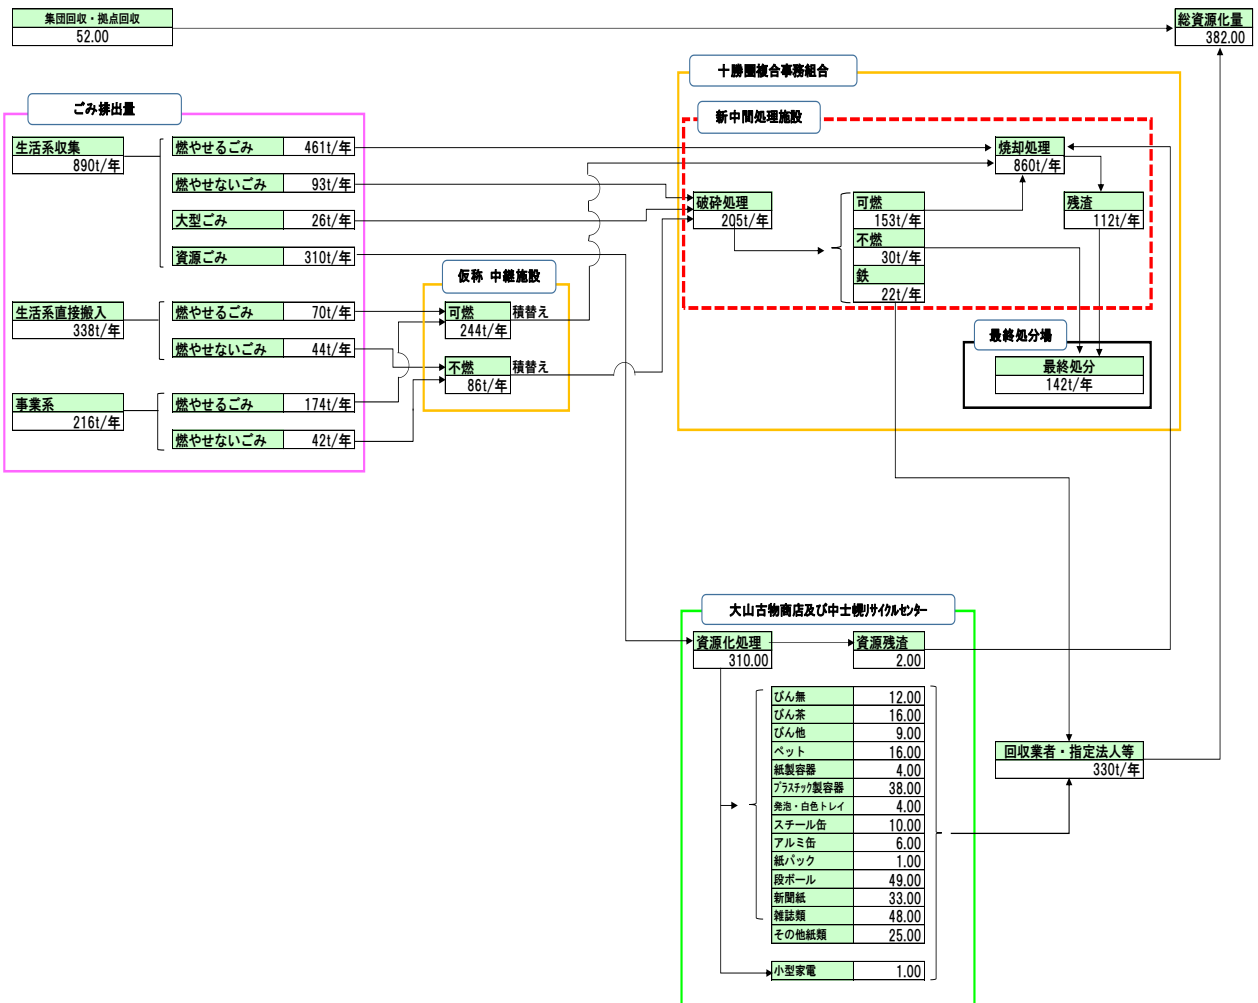 集団回収・拠点回収
52.00
総資源化量
382.00
十勝圏複合事務組合
ごみ排出量
新中間処理施設
生活系収集
890t/年
燃やせるごみ 461t/年
燃やせないごみ 93t/年
大型ごみ 26t/年
資源ごみ 310t/年
焼却処理
860t/年
破砕処理
205t/年
可燃
153t/年
不燃
30t/年
鉄
22t/年
残渣
112t/年
仮称 中継施設
生活系直接搬入
338t/年
燃やせるごみ 70t/年
燃やせないごみ 44t/年
可燃 積替え
244t/年
不燃 積替え
86t/年
最終処分場
最終処分
142t/年
事業系
216t/年
燃やせるごみ 174t/年
燃やせないごみ 42t/年
大山古物商店及び中士幌リサイクルセンター
資源化処理
310.00
資源残渣
2.00
びん無 12.00
びん茶 16.00
びん他 9.00
ペット 16.00
紙製容器 4.00
プラスチック製容器 38.00
発泡・白色トレイ 4.00
スチール缶 10.00
アルミ缶 6.00
紙パック 1.00
段ボール 49.00
新聞紙 33.00
雑誌類 48.00
その他紙類 25.00
小型家電 1.00
回収業者・指定法人等
330t/年